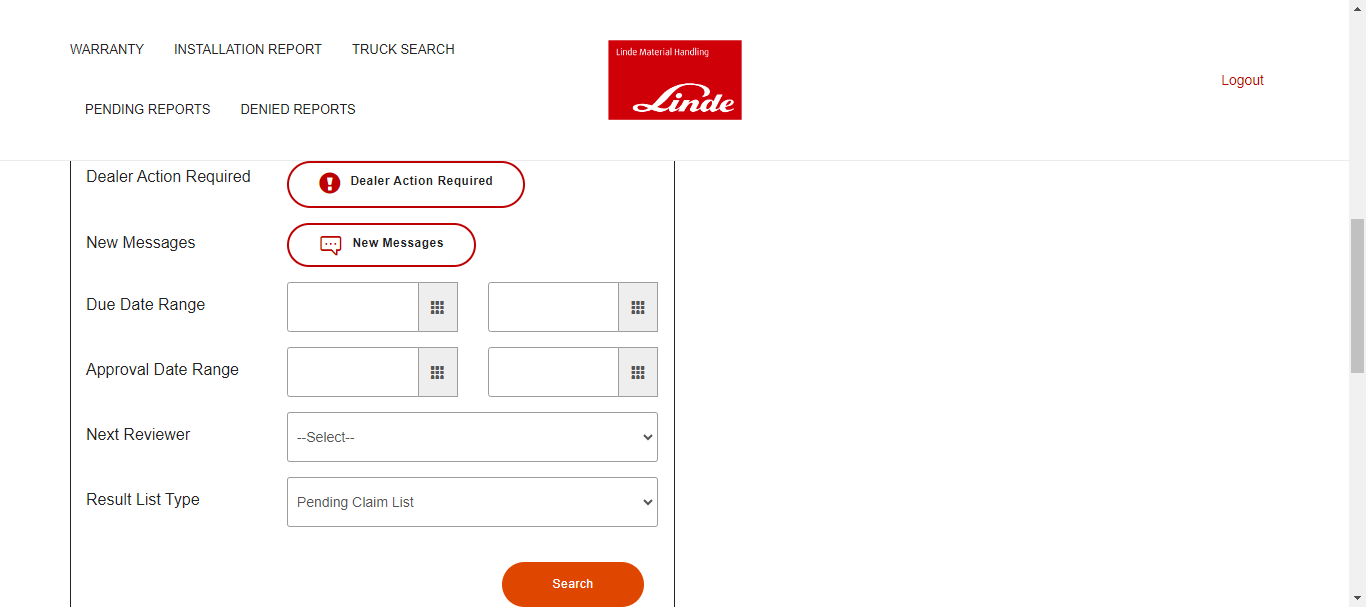 WARRANTY INSTALLATION REPORT TRUCK SEARCH
PENDING REPORTS DENIED REPORTS
Linde Material Handling
Linde
Logout
Dealer Action Required Dealer Action Required
New Messages New Messages
Due Date Range
Approval Date Range
Next Reviewer --Select--
Result List Type Pending Claim List
Search